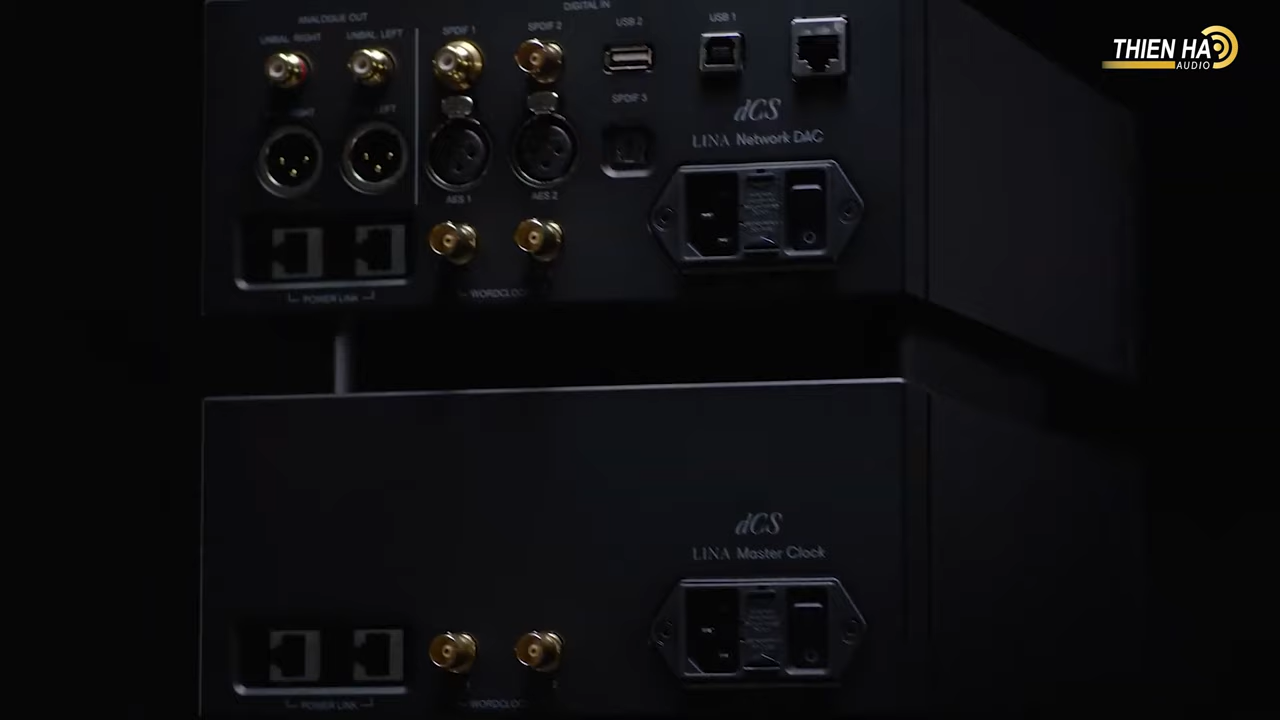 THIEN HA
AUDIO
ANALOGUE OUT
DIGITAL IN
UNBAL RIGHT
UNBAL LEFT
SPDIF 1
SPDIF 2
USB 2
USB 1
SPDIF 3
dCS
LINA Network DAC
AES 1
AES 2
POWER LINK
WORDCLOCK
dCS
LINA Master Clock
POWER LINK
WORDCLOCK